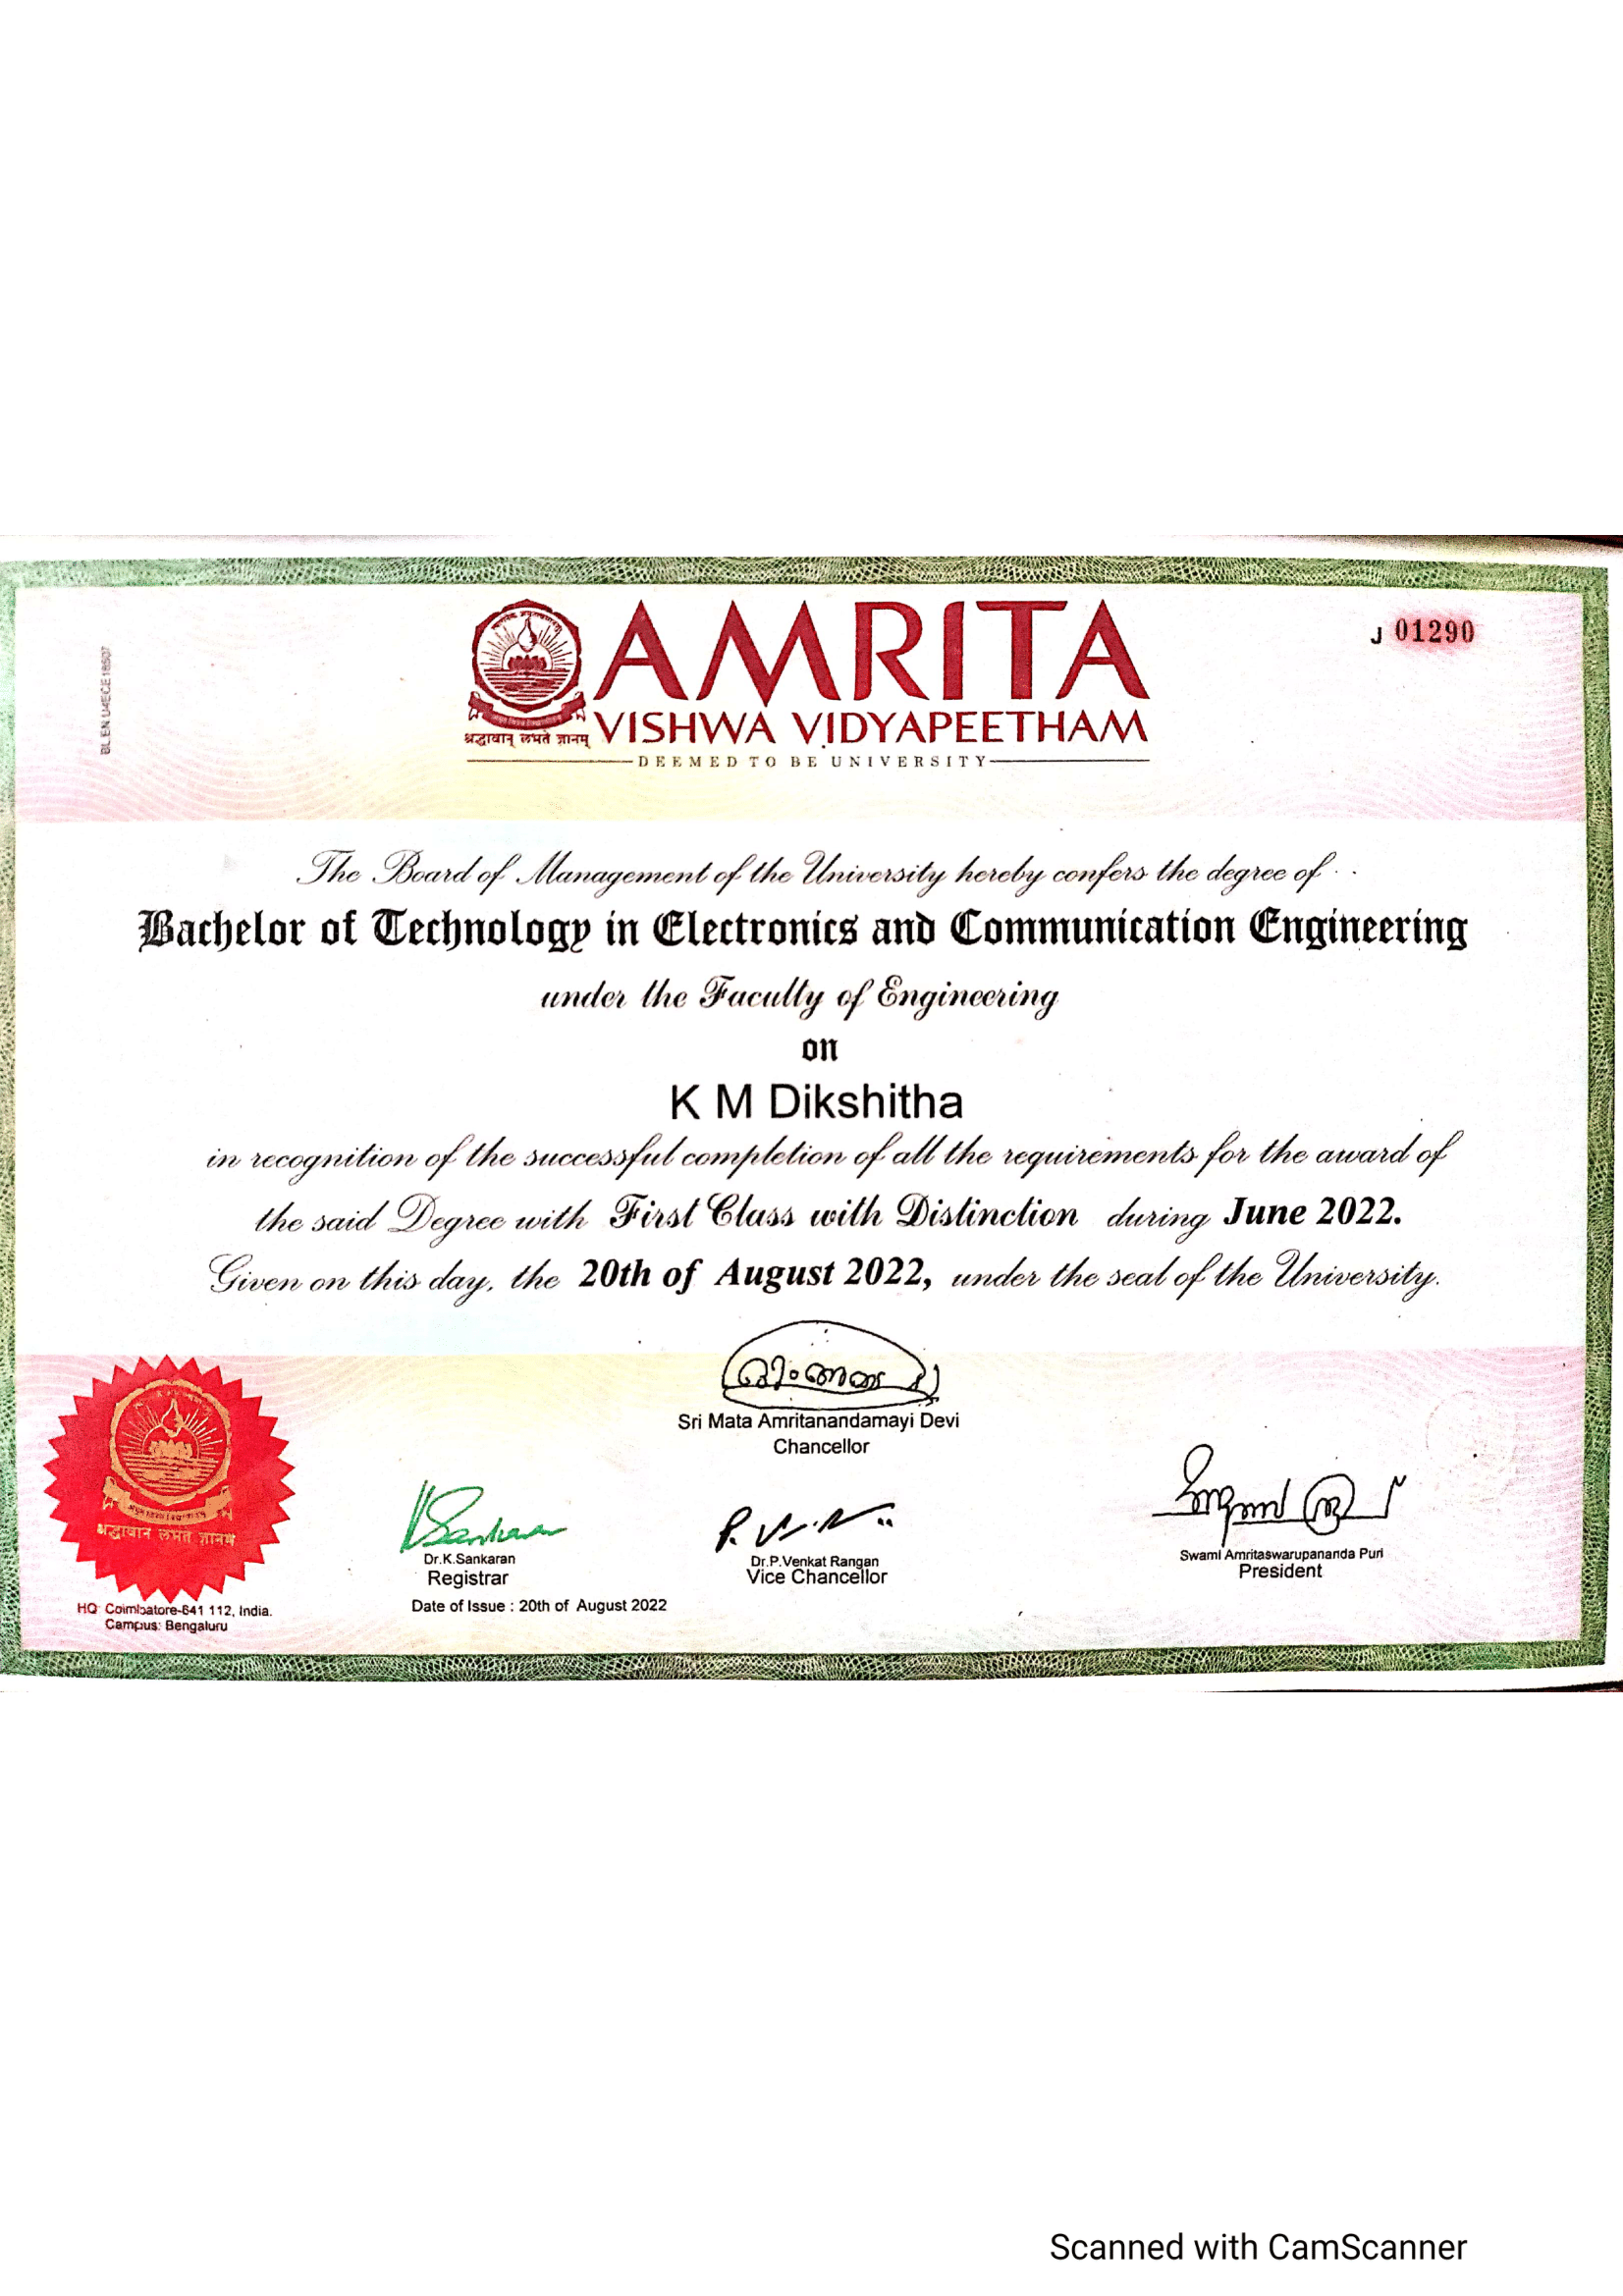 J 01290
BL.EN.U4ECE18507
AMRITA
VISHWA VIDYAPEETHAM
श्रद्धावान् लभते ज्ञानम्
DEEMED TO BE UNIVERSITY
The Board of Management of the University hereby confers the degree of
Bachelor of Technology in Electronics and Communication Engineering
under the Faculty of Engineering
on
K M Dikshitha
in recognition of the successful completion of all the requirements for the award of
the said Degree with First Class with Distinction during June 2022.
Given on this day, the 20th of August 2022, under the seal of the University.
Sri Mata Amritanandamayi Devi
Chancellor
श्रद्धावान् लभते ज्ञानम्
Dr.K.Sankaran
Registrar
Dr.P.Venkat Rangan
Vice Chancellor
Swami Amritaswarupananda Puri
President
HQ: Coimbatore-641 112, India.
Campus: Bengaluru
Date of Issue : 20th of August 2022
Scanned with CamScanner